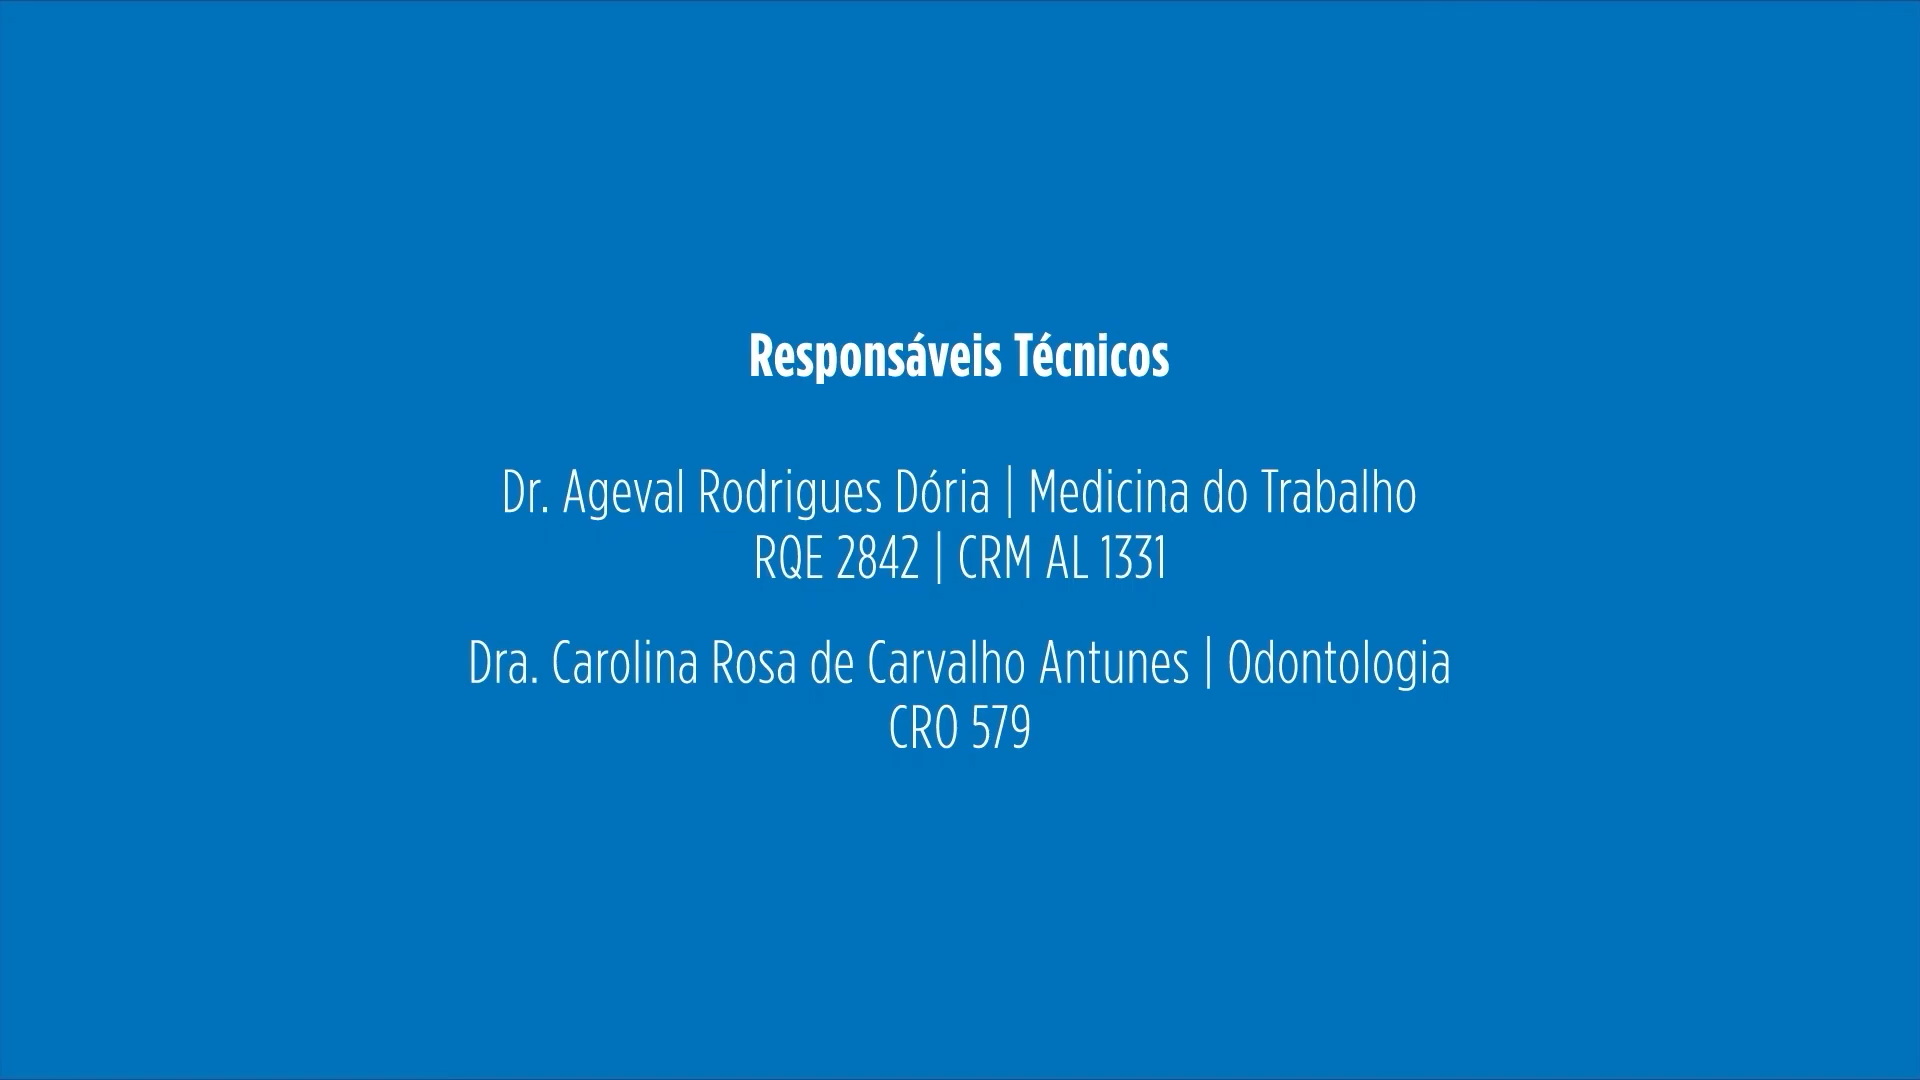 Responsáveis Técnicos
Dr. Ageval Rodrigues Dória | Medicina do Trabalho
RQE 2842 | CRM AL 1331
Dra. Carolina Rosa de Carvalho Antunes | Odontologia
CRO 579